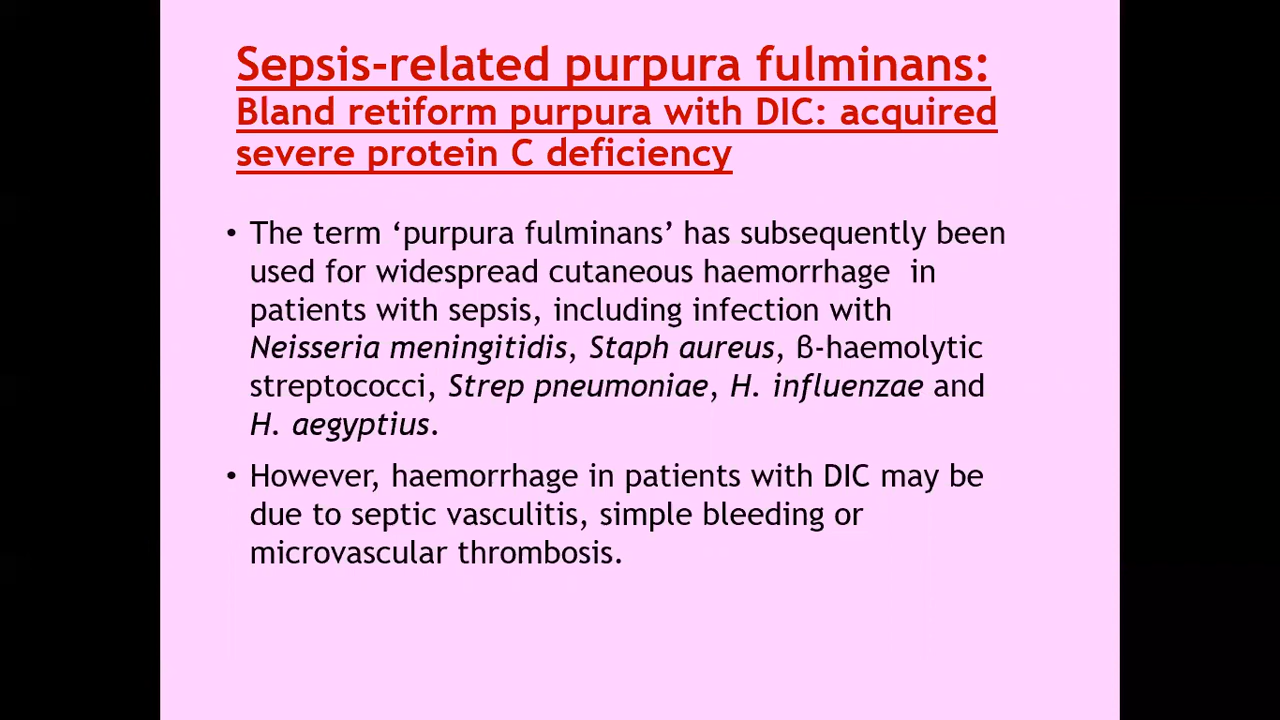 Sepsis-related purpura fulminans:
Bland retiform purpura with DIC: acquired
severe protein C deficiency
• The term ‘purpura fulminans’ has subsequently been
used for widespread cutaneous haemorrhage in
patients with sepsis, including infection with
Neisseria meningitidis, Staph aureus, ß-haemolytic
streptococci, Strep pneumoniae, H. influenzae and
H. aegyptius.
• However, haemorrhage in patients with DIC may be
due to septic vasculitis, simple bleeding or
microvascular thrombosis.